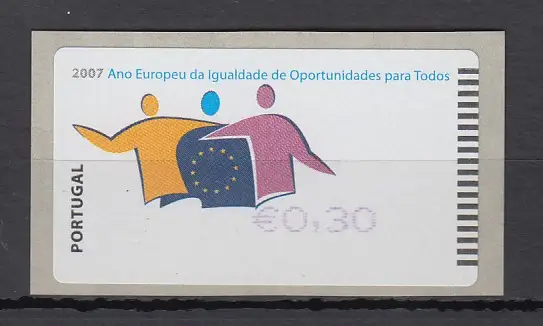 2007 Ano Europeu da Igualdade de Oportunidades para Todos
PORTUGAL
€0,30